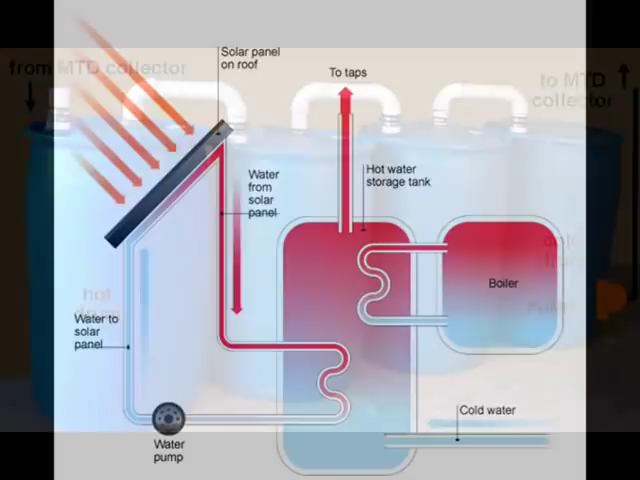 Solar panel
on roof
from MTD collector
To taps
to MTD
collector
Hot water
storage tank
Water
from
solar
panel
Boiler
hot
Water to
solar
panel
Cold water
Water
pump